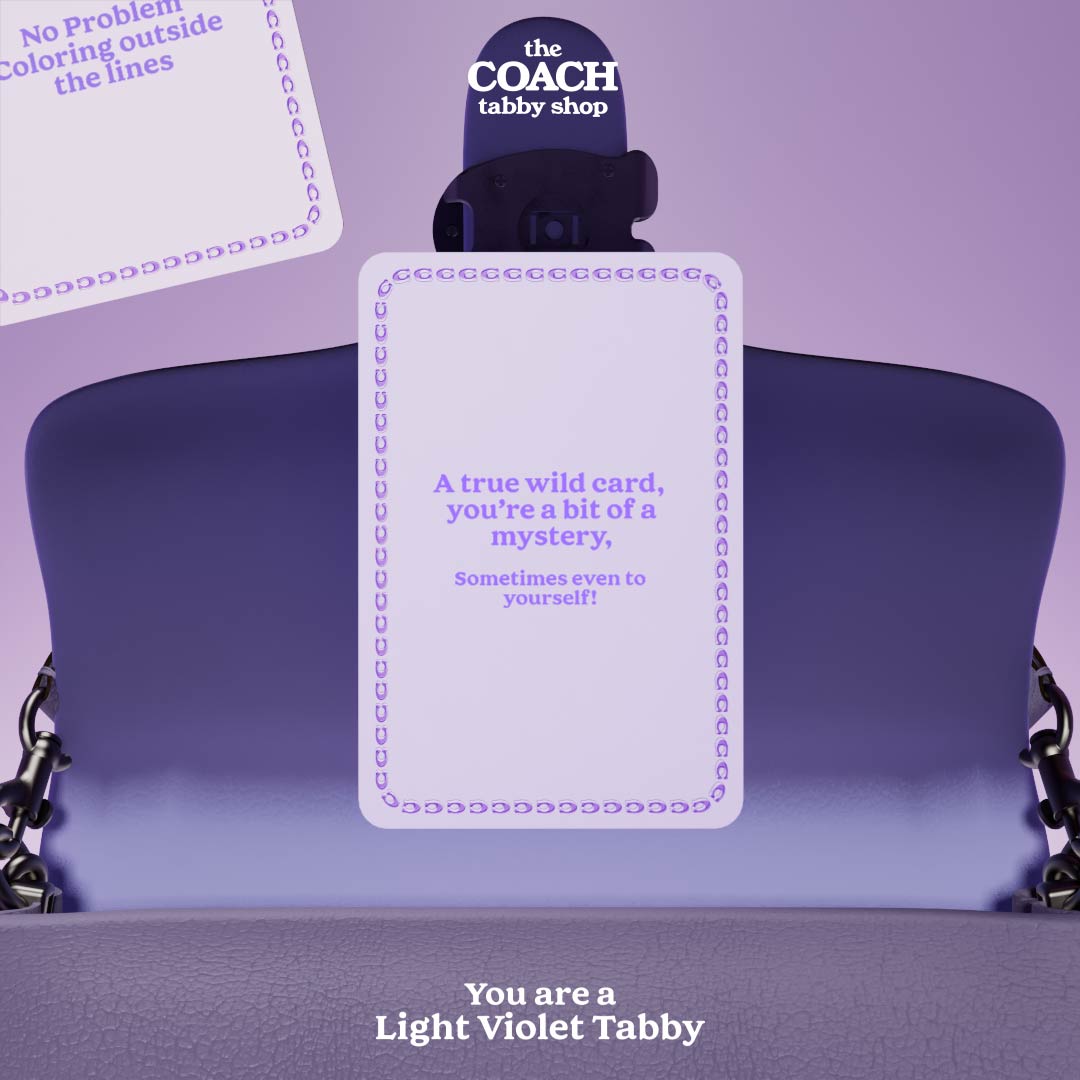 No Problem
Coloring outside
the lines
the
COACH
tabby shop
A true wild card,
you're a bit of a
mystery,
Sometimes even to
yourself!
You are a
Light Violet Tabby